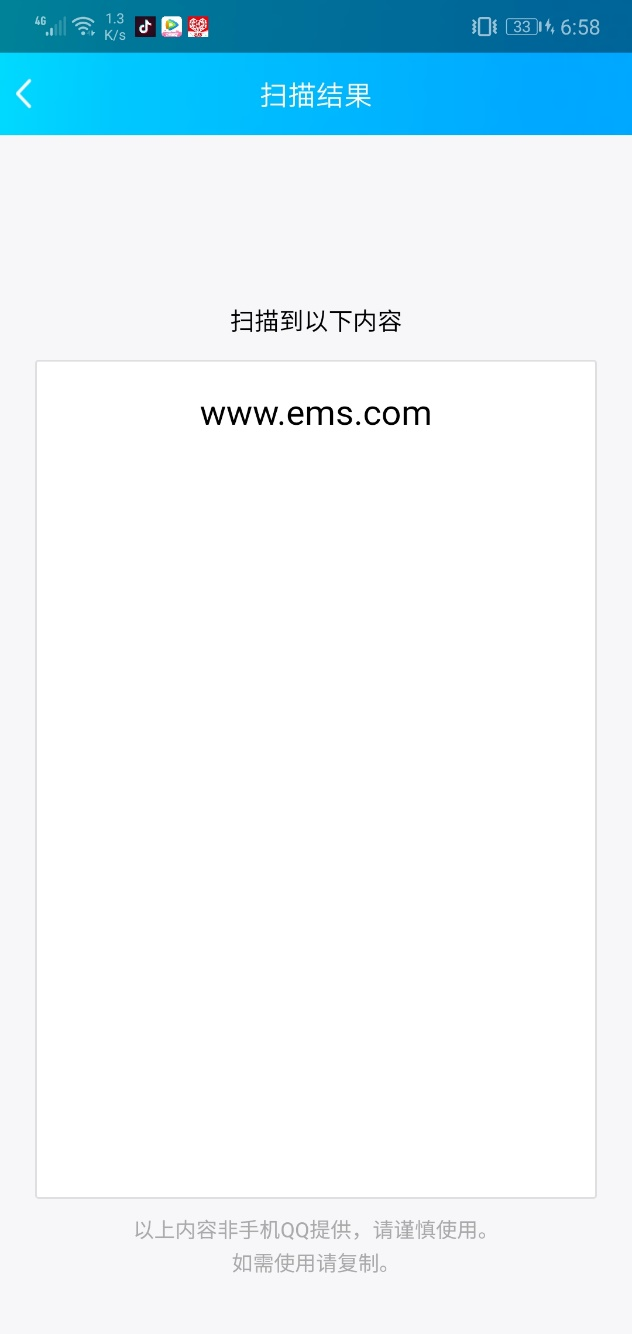 4G 1.3 K/s 33 6:58
扫描结果
扫描到以下内容
www.ems.com
以上内容非手机QQ提供，请谨慎使用。
如需使用请复制。